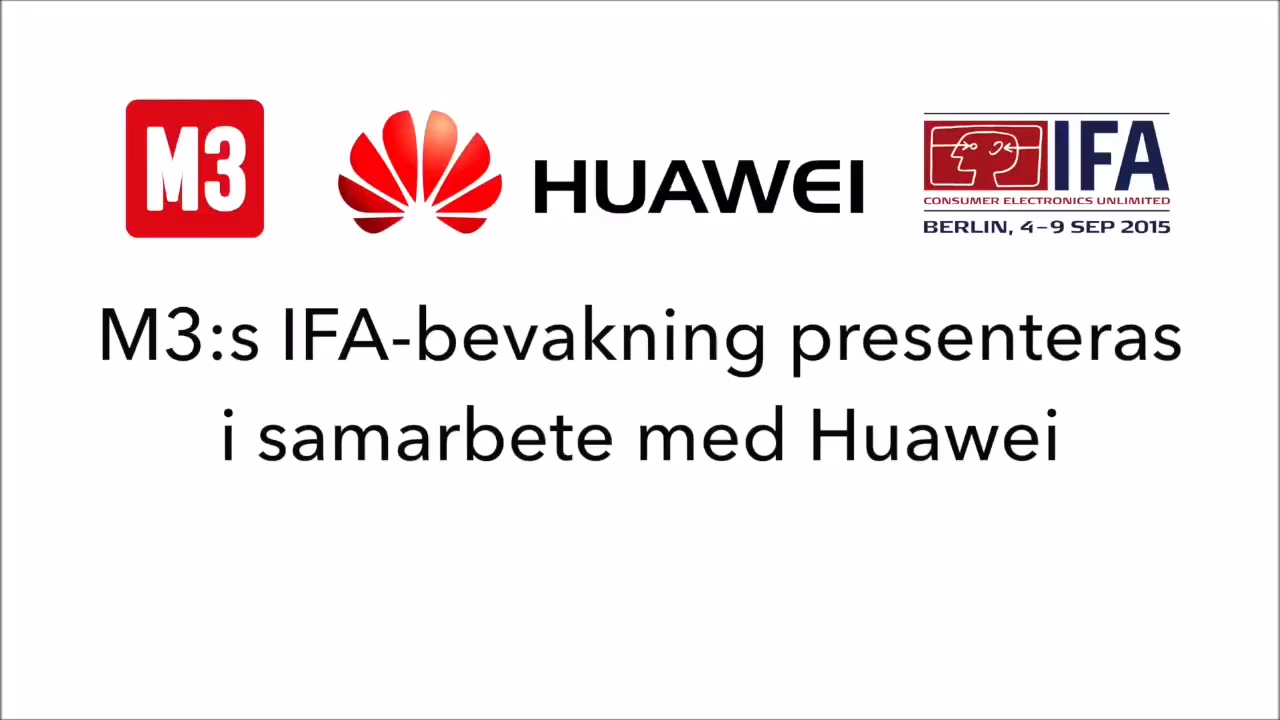 M3
HUAWEI
IFA
CONSUMER ELECTRONICS UNLIMITED
BERLIN, 4–9 SEP 2015
M3:s IFA-bevakning presenteras
i samarbete med Huawei